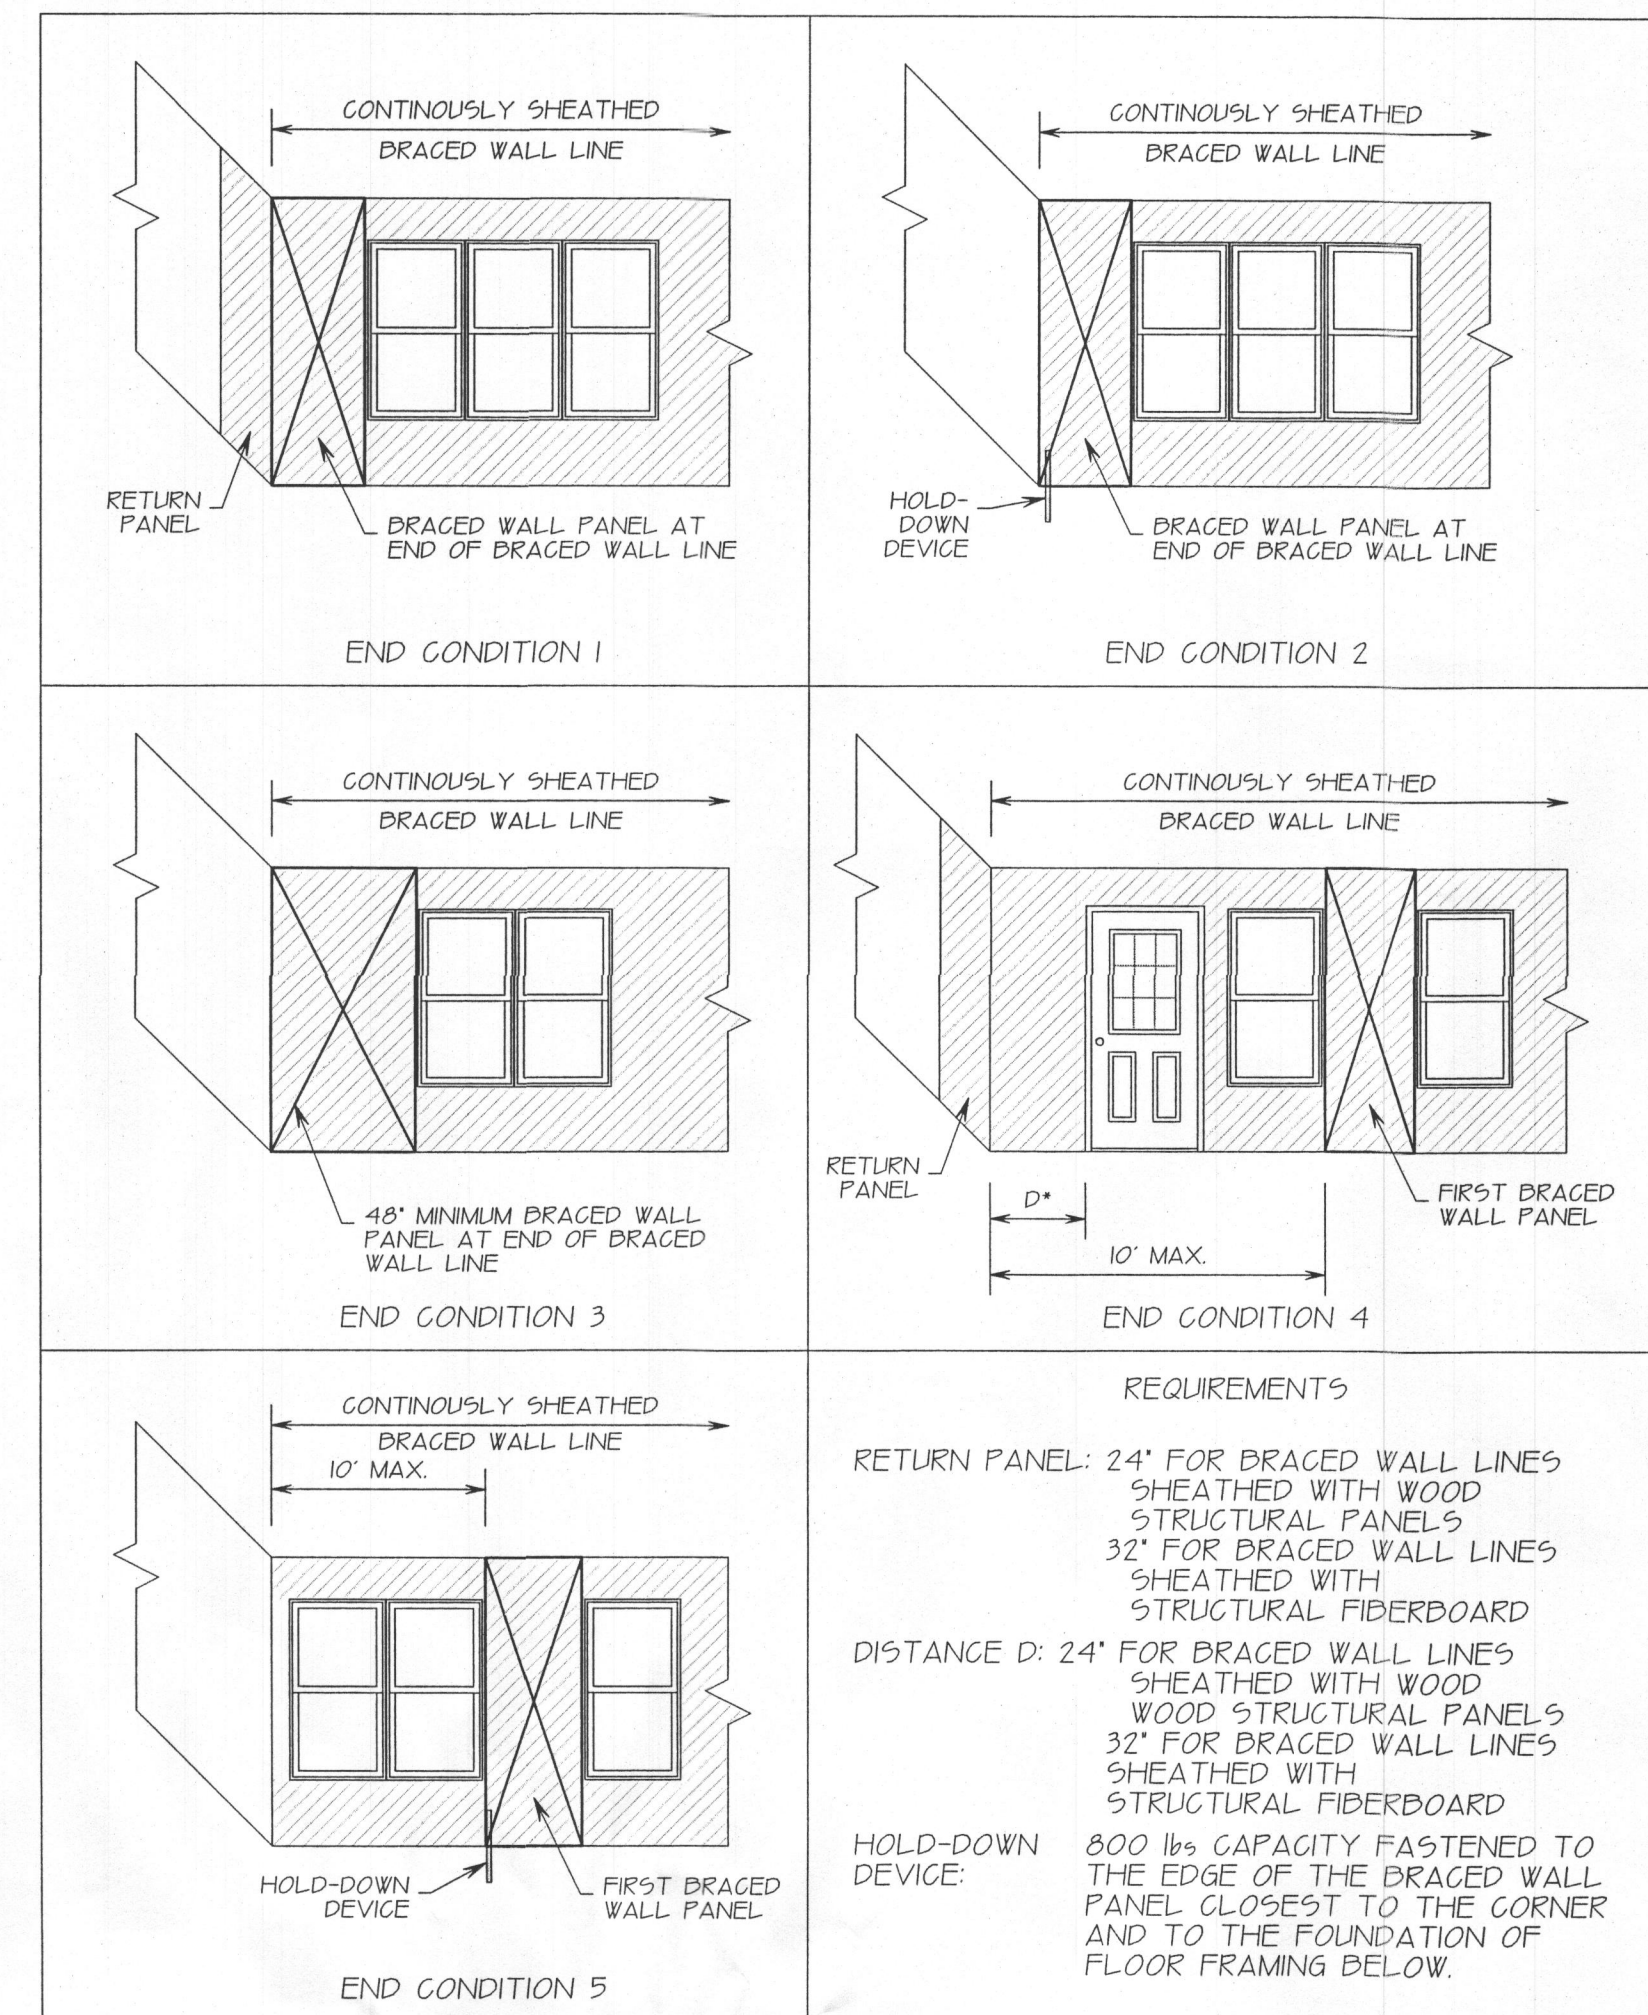 CONTINOUSLY SHEATHED
BRACED WALL LINE
RETURN
PANEL
BRACED WALL PANEL AT
END OF BRACED WALL LINE
END CONDITION 1
CONTINOUSLY SHEATHED
BRACED WALL LINE
HOLD-
DOWN
DEVICE
BRACED WALL PANEL AT
END OF BRACED WALL LINE
END CONDITION 2
CONTINOUSLY SHEATHED
BRACED WALL LINE
48" MINIMUM BRACED WALL
PANEL AT END OF BRACED
WALL LINE
END CONDITION 3
CONTINOUSLY SHEATHED
BRACED WALL LINE
RETURN
PANEL
D*
10' MAX.
FIRST BRACED
WALL PANEL
END CONDITION 4
CONTINOUSLY SHEATHED
BRACED WALL LINE
10' MAX.
HOLD-DOWN
DEVICE
FIRST BRACED
WALL PANEL
END CONDITION 5
REQUIREMENTS
RETURN PANEL: 24" FOR BRACED WALL LINES
SHEATHED WITH WOOD
STRUCTURAL PANELS
32" FOR BRACED WALL LINES
SHEATHED WITH
STRUCTURAL FIBERBOARD
DISTANCE D: 24" FOR BRACED WALL LINES
SHEATHED WITH WOOD
WOOD STRUCTURAL PANELS
32" FOR BRACED WALL LINES
SHEATHED WITH
STRUCTURAL FIBERBOARD
HOLD-DOWN 800 lbs CAPACITY FASTENED TO
DEVICE: THE EDGE OF THE BRACED WALL
PANEL CLOSEST TO THE CORNER
AND TO THE FOUNDATION OF
FLOOR FRAMING BELOW.